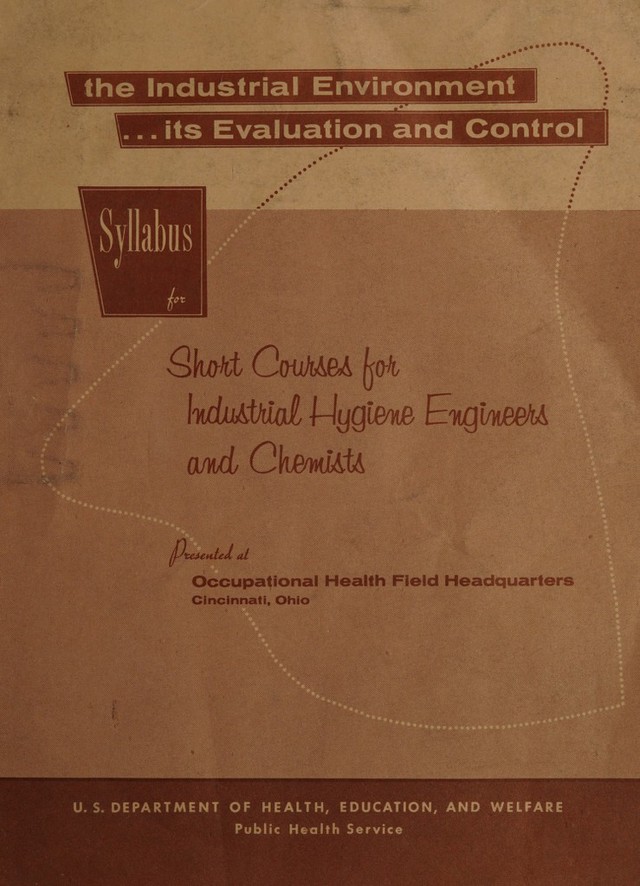 the Industrial Environment
...its Evaluation and Control
Syllabus
for
Short Courses for
Industrial Hygiene Engineers
and Chemists
Presented at
Occupational Health Field Headquarters
Cincinnati, Ohio
U. S. DEPARTMENT OF HEALTH, EDUCATION, AND WELFARE
Public Health Service